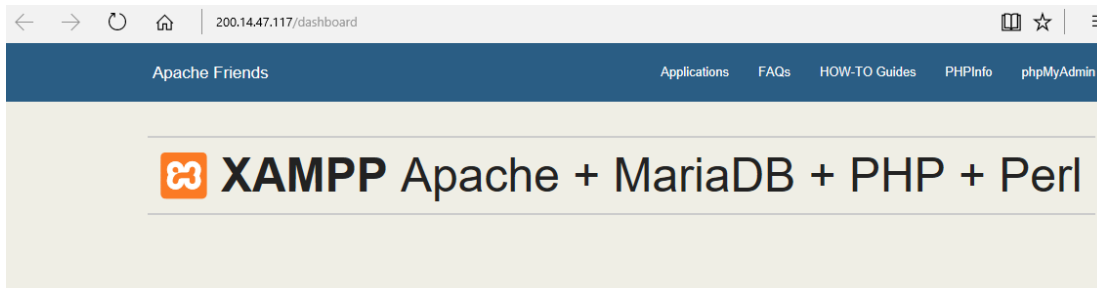 200.14.47.117/dashboard
Apache Friends Applications FAQs HOW-TO Guides PHPInfo phpMyAdmin
XAMPP Apache + MariaDB + PHP + Perl